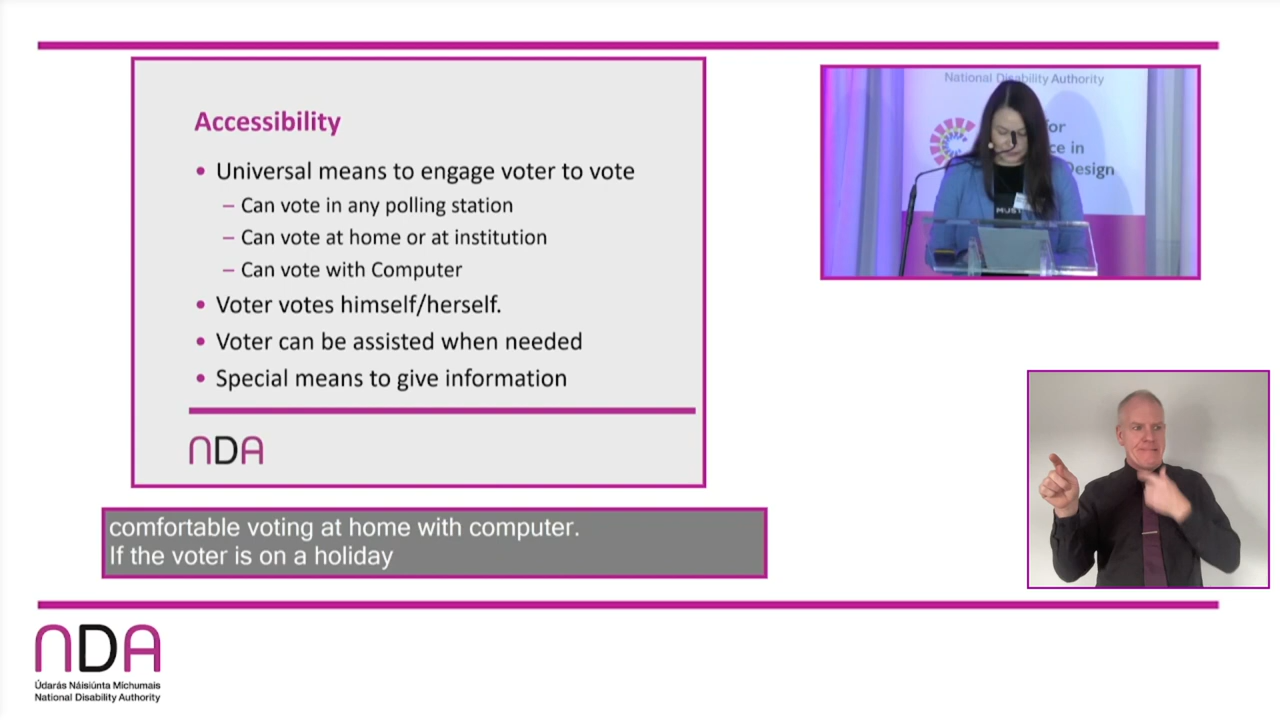 Accessibility
• Universal means to engage voter to vote
– Can vote in any polling station
– Can vote at home or at institution
– Can vote with Computer
• Voter votes himself/herself.
• Voter can be assisted when needed
• Special means to give information
NDA
National Disability Authority
for
ce in
Design
MUST
comfortable voting at home with computer.
If the voter is on a holiday
NDA
Údarás Náisiúnta Míchumais
National Disability Authority